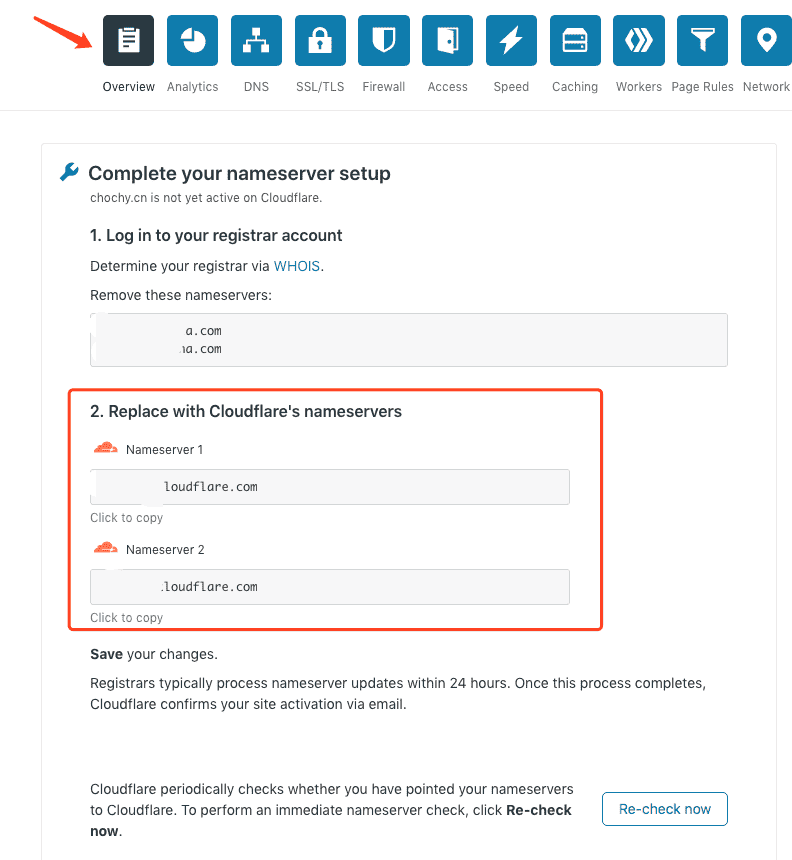 Overview Analytics DNS SSL/TLS Firewall Access Speed Caching Workers Page Rules Network
Complete your nameserver setup
chochy.cn is not yet active on Cloudflare.
1. Log in to your registrar account
Determine your registrar via WHOIS.
Remove these nameservers:
a.com
na.com
2. Replace with Cloudflare's nameservers
Nameserver 1
loudflare.com
Click to copy
Nameserver 2
loudflare.com
Click to copy
Save your changes.
Registrars typically process nameserver updates within 24 hours. Once this process completes,
Cloudflare confirms your site activation via email.
Cloudflare periodically checks whether you have pointed your nameservers
to Cloudflare. To perform an immediate nameserver check, click Re-check
now.
Re-check now